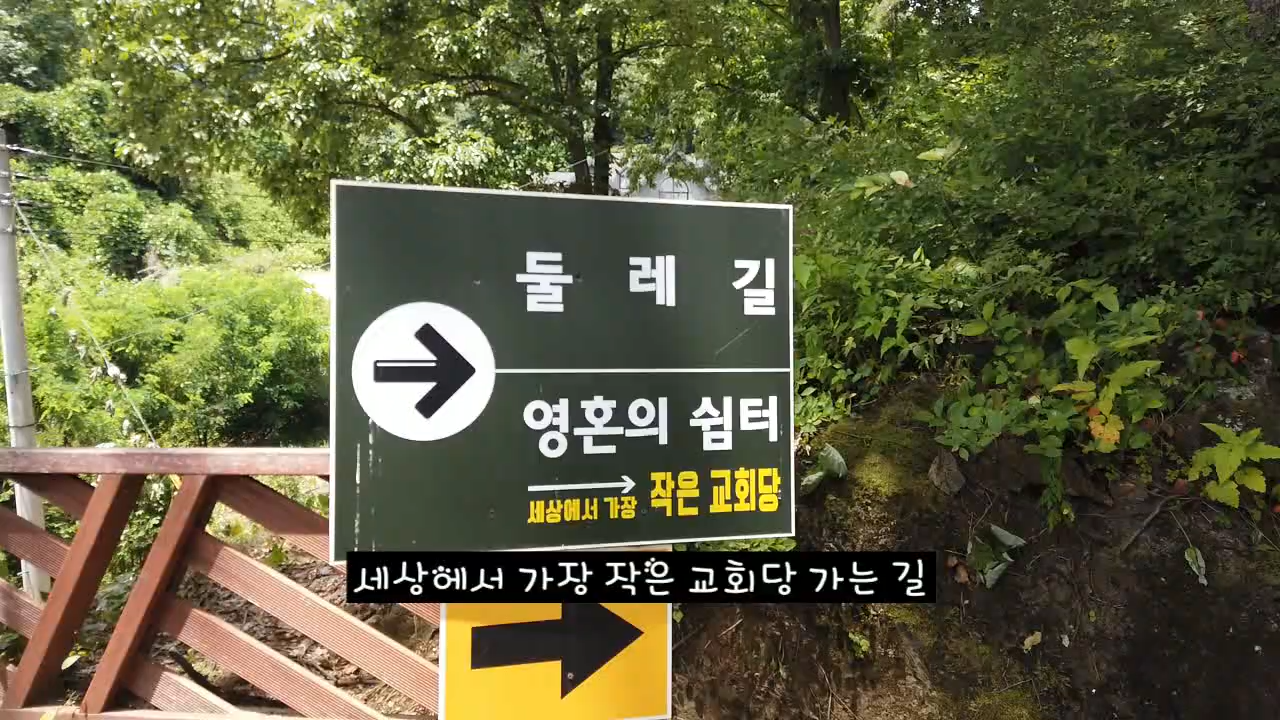 둘 레 길
영혼의 쉼터
세상에서 가장 작은 교회당
세상에서 가장 작은 교회당 가는 길